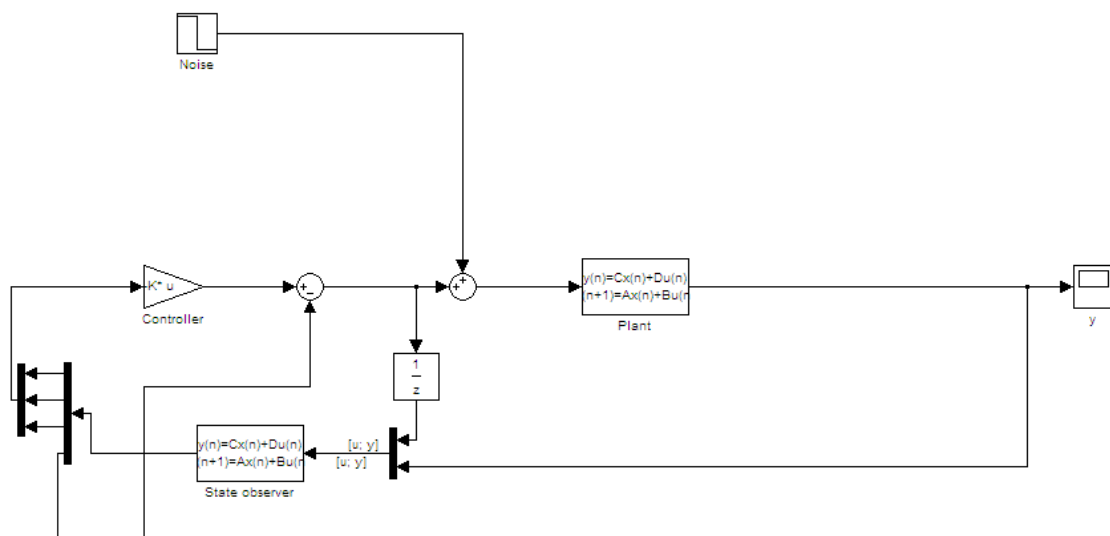 Noise
K* u
Controller
+
−
+
+
y(n)=Cx(n)+Du(n)
(n+1)=Ax(n)+Bu(n
Plant
y
1
z
[u; y]
[u; y]
y(n)=Cx(n)+Du(n)
(n+1)=Ax(n)+Bu(n
State observer